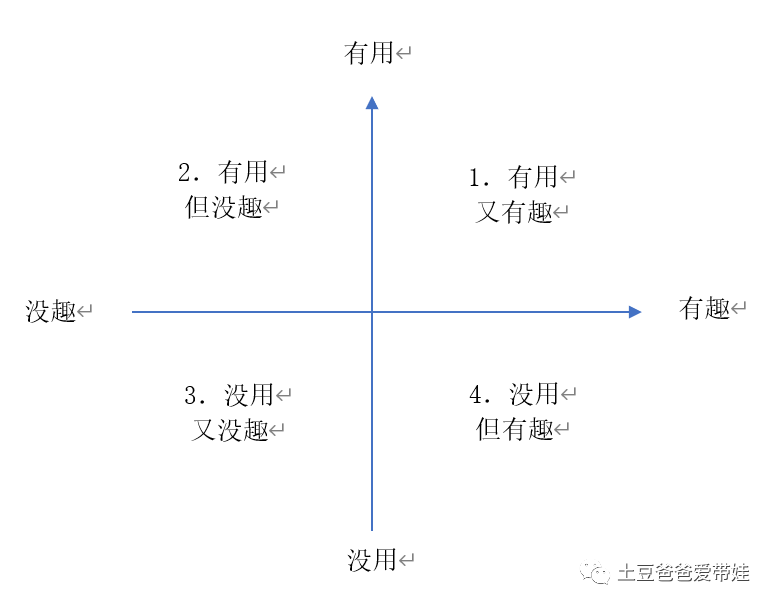 有用
2. 有用
但没趣
1. 有用
又有趣
没趣
有趣
3. 没用
又没趣
4. 没用
但有趣
没用
土豆爸爸爱带娃